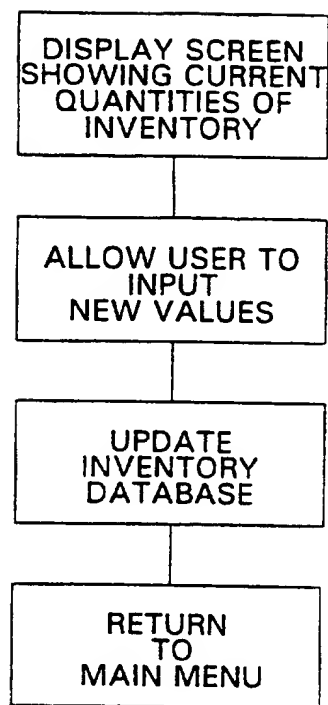 DISPLAY SCREEN
SHOWING CURRENT
QUANTITIES OF
INVENTORY
ALLOW USER TO
INPUT
NEW VALUES
UPDATE
INVENTORY
DATABASE
RETURN
TO
MAIN MENU